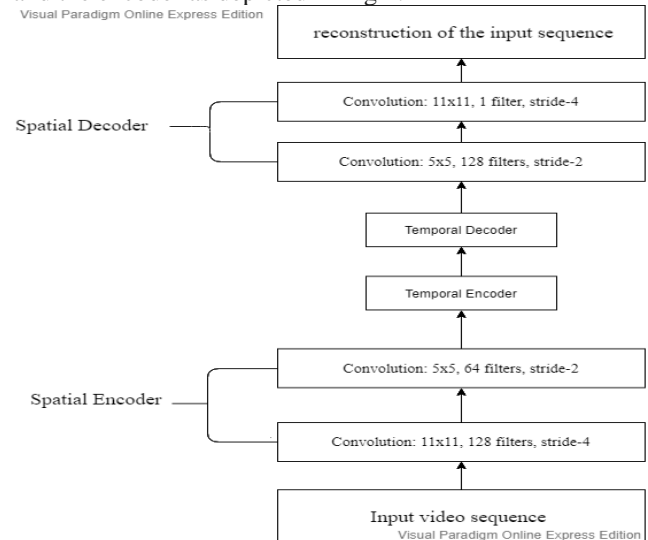 Visual Paradigm Online Express Edition
reconstruction of the input sequence
Convolution: 11x11, 1 filter, stride-4
Spatial Decoder
Convolution: 5x5, 128 filters, stride-2
Temporal Decoder
Temporal Encoder
Convolution: 5x5, 64 filters, stride-2
Spatial Encoder
Convolution: 11x11, 128 filters, stride-4
Input video sequence
Visual Paradigm Online Express Edition